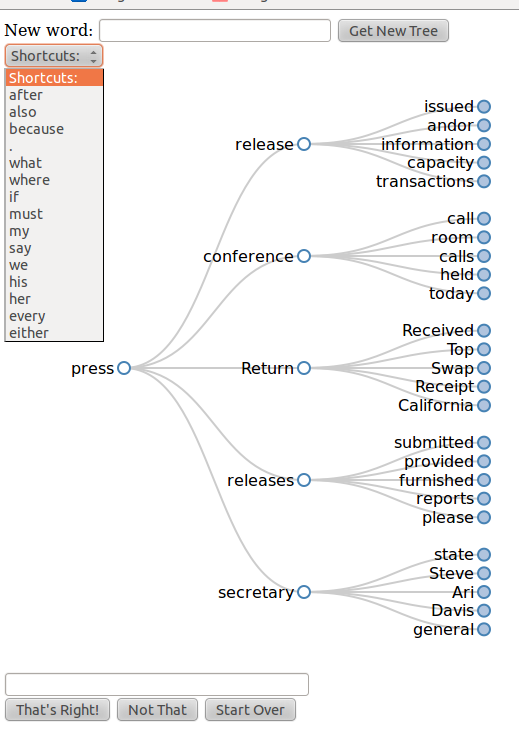 New word: Get New Tree
Shortcuts:
Shortcuts:
after
also
because
.
what
where
if
must
my
say
we
his
her
every
either
press
release
issued
andor
information
capacity
transactions
conference
call
room
calls
held
today
Return
Received
Top
Swap
Receipt
California
releases
submitted
provided
furnished
reports
please
secretary
state
Steve
Ari
Davis
general
That's Right! Not That Start Over